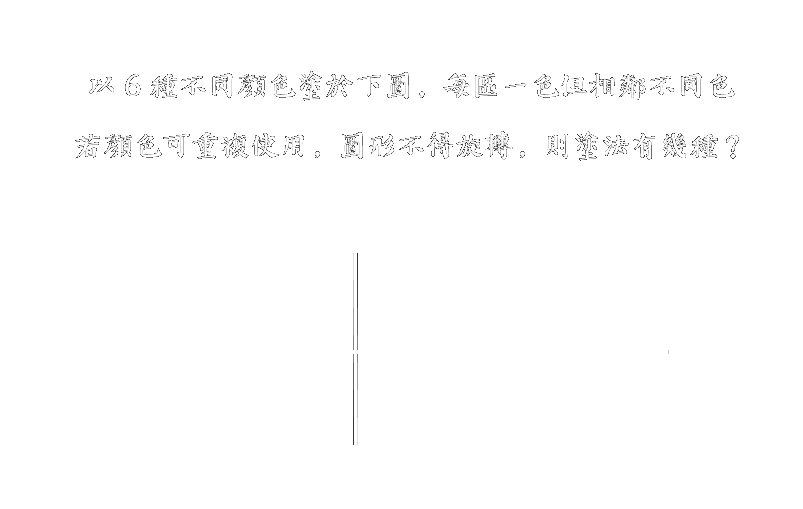 以6種不同顏色塗於下圖，每區一色但相鄰不同色
若顏色可重複使用，圖形不得旋轉，則塗法有幾種？